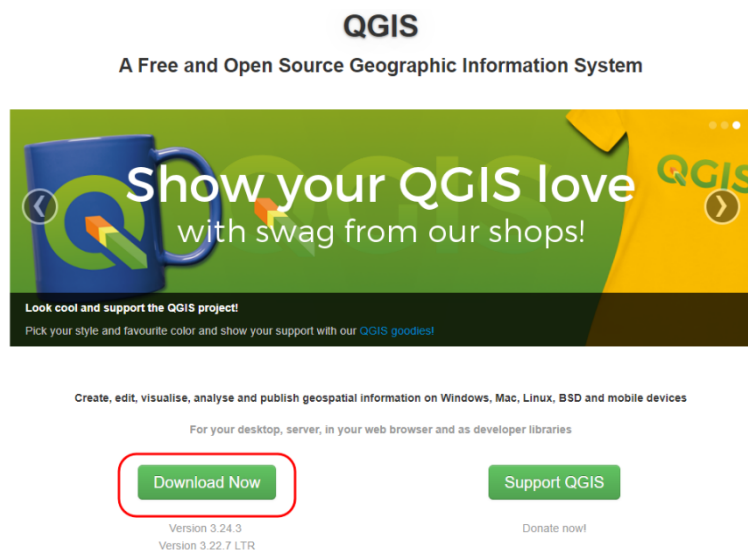 QGIS
A Free and Open Source Geographic Information System
QGIS
QGIS
Show your QGIS love
with swag from our shops!
Look cool and support the QGIS project!
Pick your style and favourite color and show your support with our QGIS goodies!
Create, edit, visualise, analyse and publish geospatial information on Windows, Mac, Linux, BSD and mobile devices
For your desktop, server, in your web browser and as developer libraries
Download Now
Support QGIS
Version 3.24.3
Donate now!
Version 3.22.7 LTR